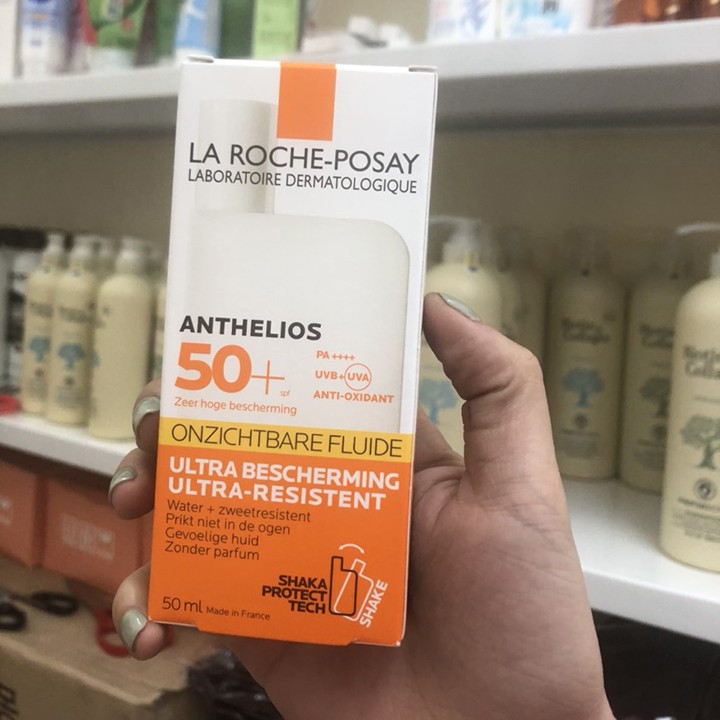 LA ROCHE-POSAY
LABORATOIRE DERMATOLOGIQUE
ANTHELIOS
50+
spf
Zeer hoge bescherming
PA ++++
UVB+UVA
ANTI-OXIDANT
ONZICHTBARE FLUIDE
ULTRA BESCHERMING
ULTRA-RESISTENT
Water + zweetresistent
Prikt niet in de ogen
Gevoelige huid
Zonder parfum
SHAKA
PROTECT
TECH
SHAKE
50 ml Made in France